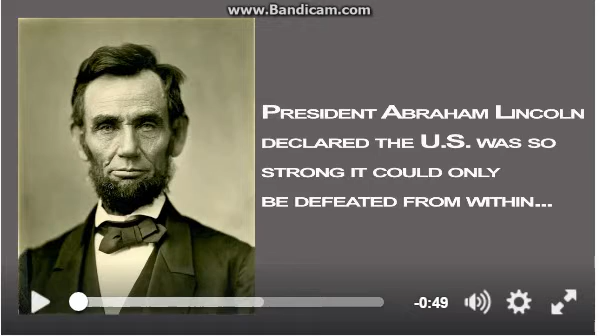 www.Bandicam.com
PRESIDENT ABRAHAM LINCOLN
DECLARED THE U.S. WAS SO
STRONG IT COULD ONLY
BE DEFEATED FROM WITHIN...
-0:49